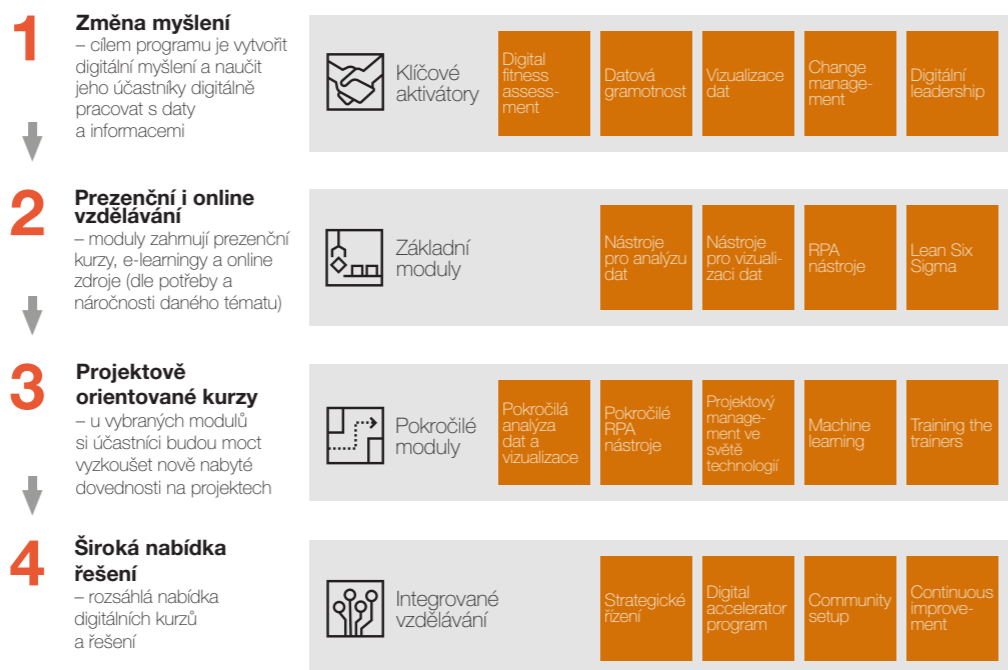 1
Změna myšlení
– cílem programu je vytvořit
digitální myšlení a naučit
jeho účastníky digitálně
pracovat s daty
a informacemi
Klíčové
aktivátory
Digital
fitness
assess-
ment
Datová
gramotnost
Vizualizace
dat
Change
manage-
ment
Digitální
leadership
2
Prezenční i online
vzdělávání
– moduly zahrnují prezenční
kurzy, e-learningy a online
zdroje (dle potřeby a
náročnosti daného tématu)
Základní
moduly
Nástroje
pro analýzu
dat
Nástroje
pro vizuali-
zaci dat
RPA
nástroje
Lean Six
Sigma
3
Projektově
orientované kurzy
– u vybraných modulů
si účastníci budou moct
vyzkoušet nově nabyté
dovednosti na projektech
Pokročilé
moduly
Pokročilá
analýza
dat a
vizualizace
Pokročilé
RPA
nástroje
Projektový
manage-
ment ve
světě
technologií
Machine
learning
Training the
trainers
4
Široká nabídka
řešení
– rozsáhlá nabídka
digitálních kurzů
a řešení
Integrované
vzdělávání
Strategické
řízení
Digital
accelerator
program
Community
setup
Continuous
improve-
ment